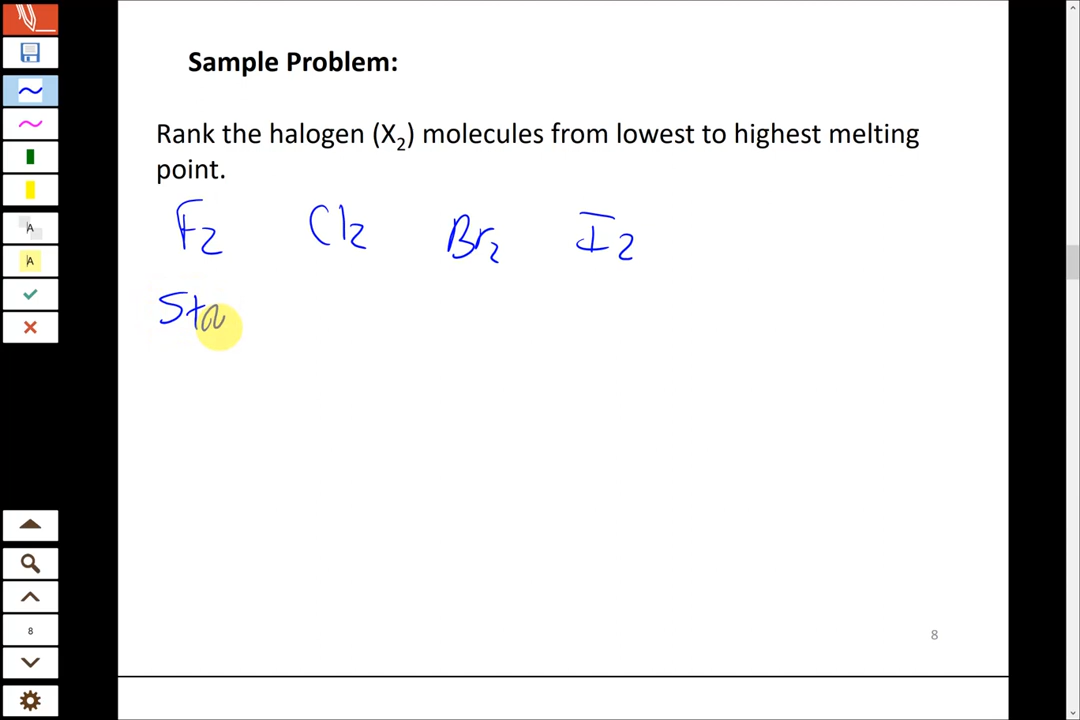 Sample Problem:
Rank the halogen (X₂) molecules from lowest to highest melting
point.
F₂ Cl₂ Br₂ I₂
Sta
A
A
8
8